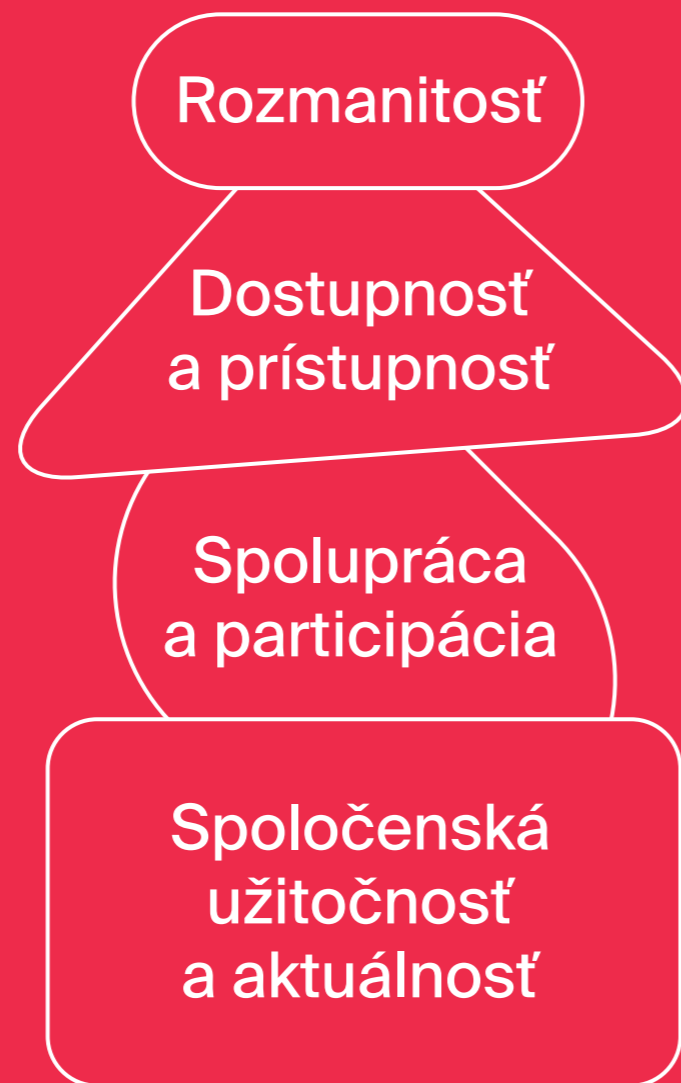 Rozmanitosť
Dostupnosť
a prístupnosť
Spolupráca
a participácia
Spoločenská
užitočnosť
a aktuálnosť